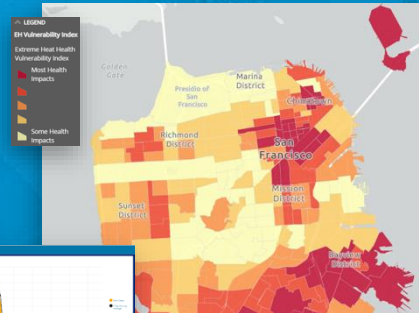 LEGEND
EH Vulnerability Index
Extreme Heat Health
Vulnerability Index
Most Health
Impacts
Some Health
Impacts
Golden
Gate
Presidio of
San
Francisco
Marina
District
Chinatown
Richmond
District
San
Francisco
Mission
District
Sunset
District
Bayview
District